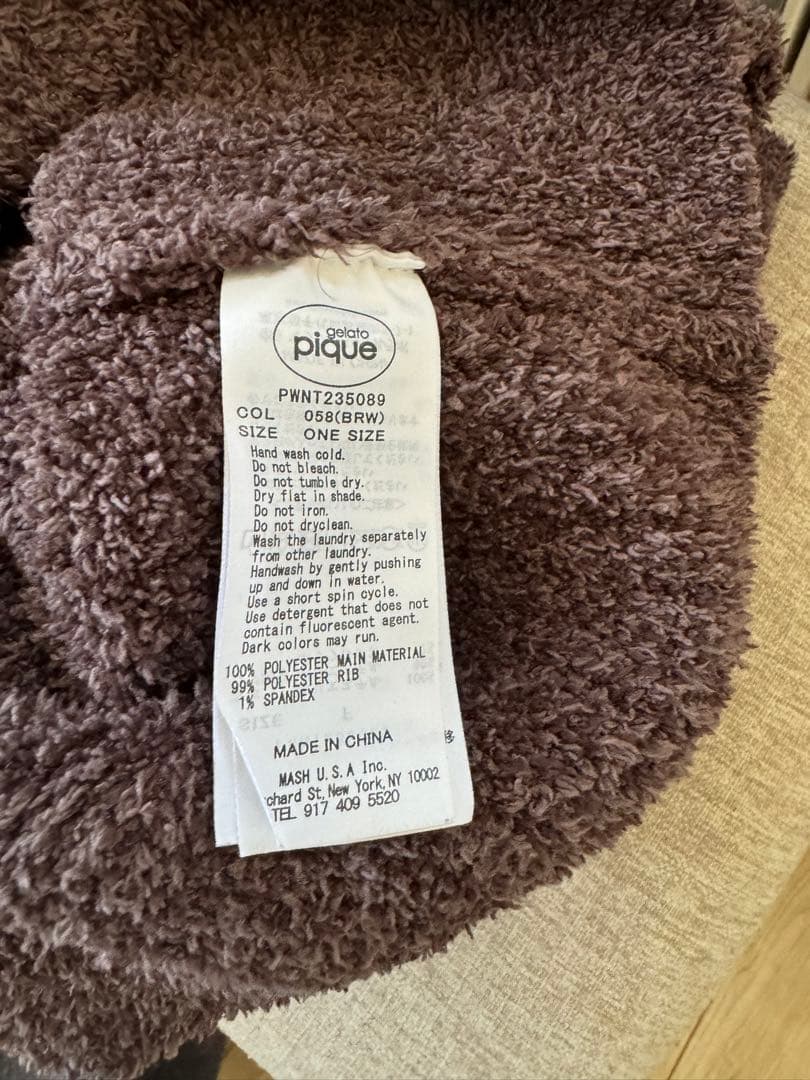 gelato
pique
PWNT235089
COL 058(BRW)
SIZE ONE SIZE
Hand wash cold.
Do not bleach.
Do not tumble dry.
Dry flat in shade.
Do not iron.
Do not dryclean.
Wash the laundry separately
from other laundry.
Handwash by gently pushing
up and down in water.
Use a short spin cycle.
Use detergent that does not
contain fluorescent agent.
Dark colors may run.
100% POLYESTER MAIN MATERIAL
99% POLYESTER RIB
1% SPANDEX
MADE IN CHINA
移
MASH U.S.A Inc.
chard St, New York, NY 10002
TEL 917 409 5520